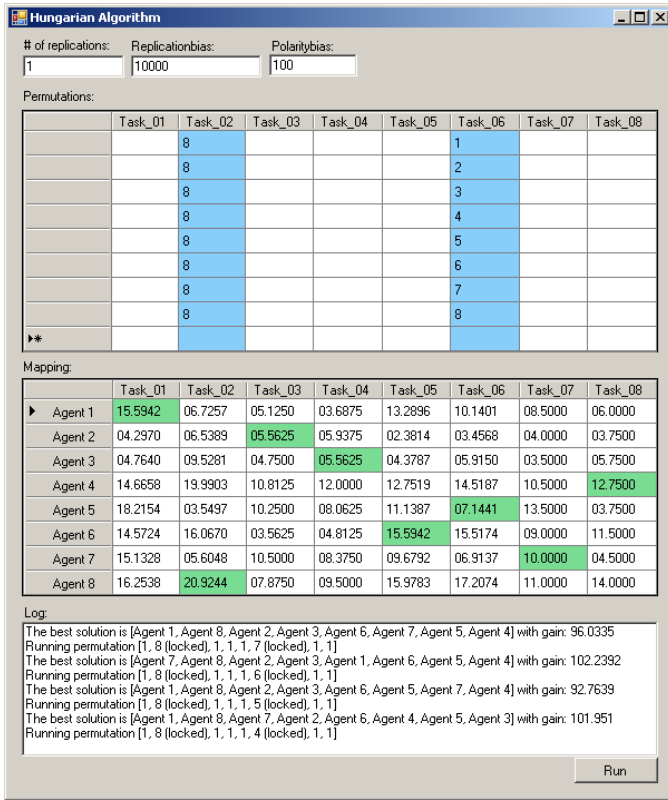 Hungarian Algorithm
# of replications: Replicationbias: Polaritybias:
1 10000 100
Permutations:
Task_01 Task_02 Task_03 Task_04 Task_05 Task_06 Task_07 Task_08
8 1
8 2
8 3
8 4
8 5
8 6
8 7
8 8
Mapping:
Task_01 Task_02 Task_03 Task_04 Task_05 Task_06 Task_07 Task_08
Agent 1 15.5942 06.7257 05.1250 03.6875 13.2896 10.1401 08.5000 06.0000
Agent 2 04.2970 06.5389 05.5625 05.9375 02.3814 03.4568 04.0000 03.7500
Agent 3 04.7640 09.5281 04.7500 05.5625 04.3787 05.9150 03.5000 05.7500
Agent 4 14.6658 19.9903 10.8125 12.0000 12.7519 14.5187 10.5000 12.7500
Agent 5 18.2154 03.5497 10.2500 08.0625 11.1387 07.1441 13.5000 03.7500
Agent 6 14.5724 16.0670 03.5625 04.8125 15.5942 15.5174 09.0000 11.5000
Agent 7 15.1328 05.6048 10.5000 08.3750 09.6792 06.9137 10.0000 04.5000
Agent 8 16.2538 20.9244 07.8750 09.5000 15.9783 17.2074 11.0000 14.0000
Log:
The best solution is [Agent 1, Agent 8, Agent 2, Agent 3, Agent 6, Agent 7, Agent 5, Agent 4] with gain: 96.0335
Running permutation [1, 8 (locked), 1, 1, 1, 7 (locked), 1, 1]
The best solution is [Agent 7, Agent 8, Agent 2, Agent 3, Agent 1, Agent 6, Agent 5, Agent 4] with gain: 102.2392
Running permutation [1, 8 (locked), 1, 1, 1, 6 (locked), 1, 1]
The best solution is [Agent 1, Agent 8, Agent 2, Agent 3, Agent 6, Agent 5, Agent 7, Agent 4] with gain: 92.7639
Running permutation [1, 8 (locked), 1, 1, 1, 5 (locked), 1, 1]
The best solution is [Agent 1, Agent 8, Agent 7, Agent 2, Agent 6, Agent 4, Agent 5, Agent 3] with gain: 101.951
Running permutation [1, 8 (locked), 1, 1, 1, 4 (locked), 1, 1]
Run